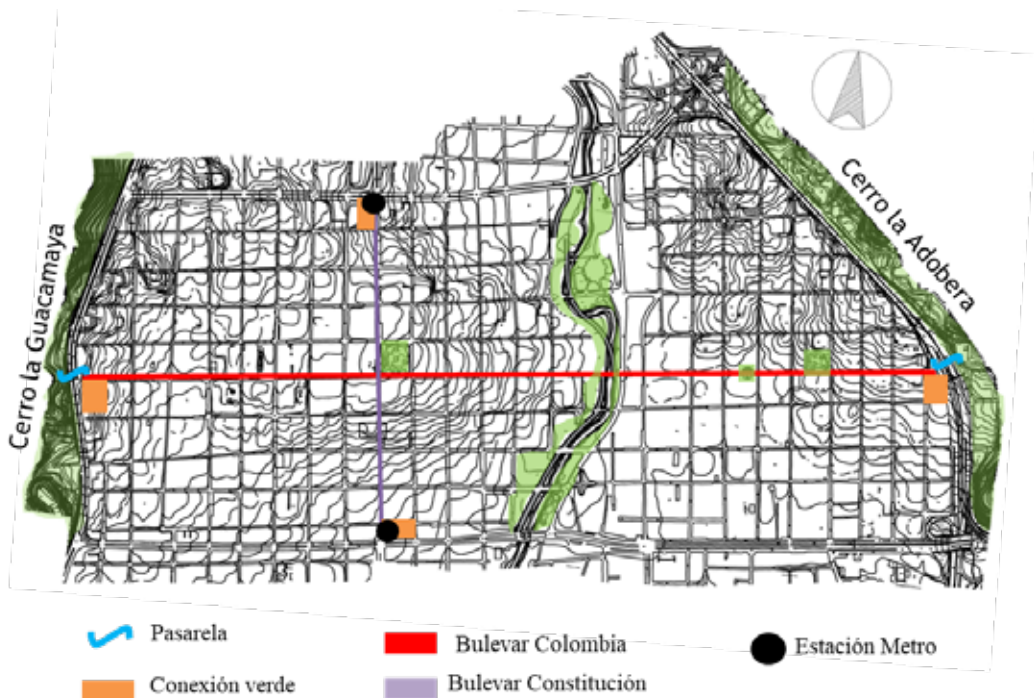 Cerro la Guacamaya
Cerro la Adobera
Pasarela
Bulevar Colombia
Estación Metro
Conexión verde
Bulevar Constitución